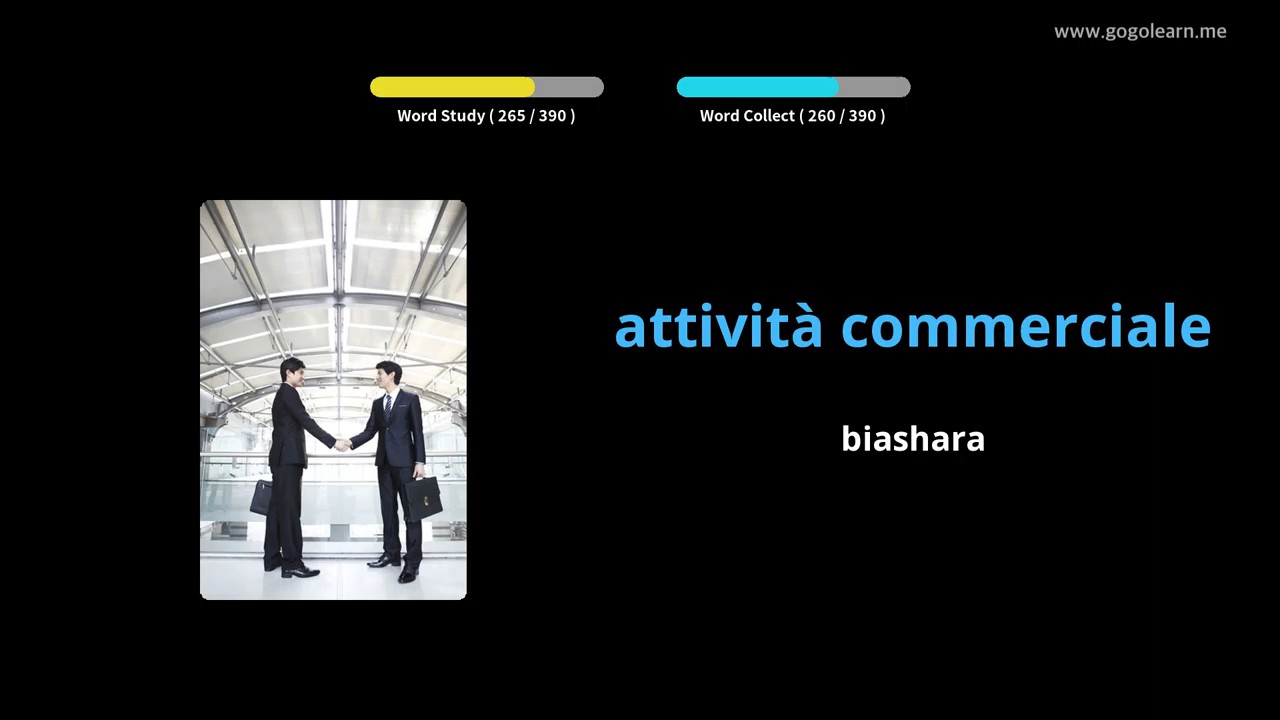 www.gogolearn.me
Word Study ( 265 / 390 )
Word Collect ( 260 / 390 )
attività commerciale
biashara